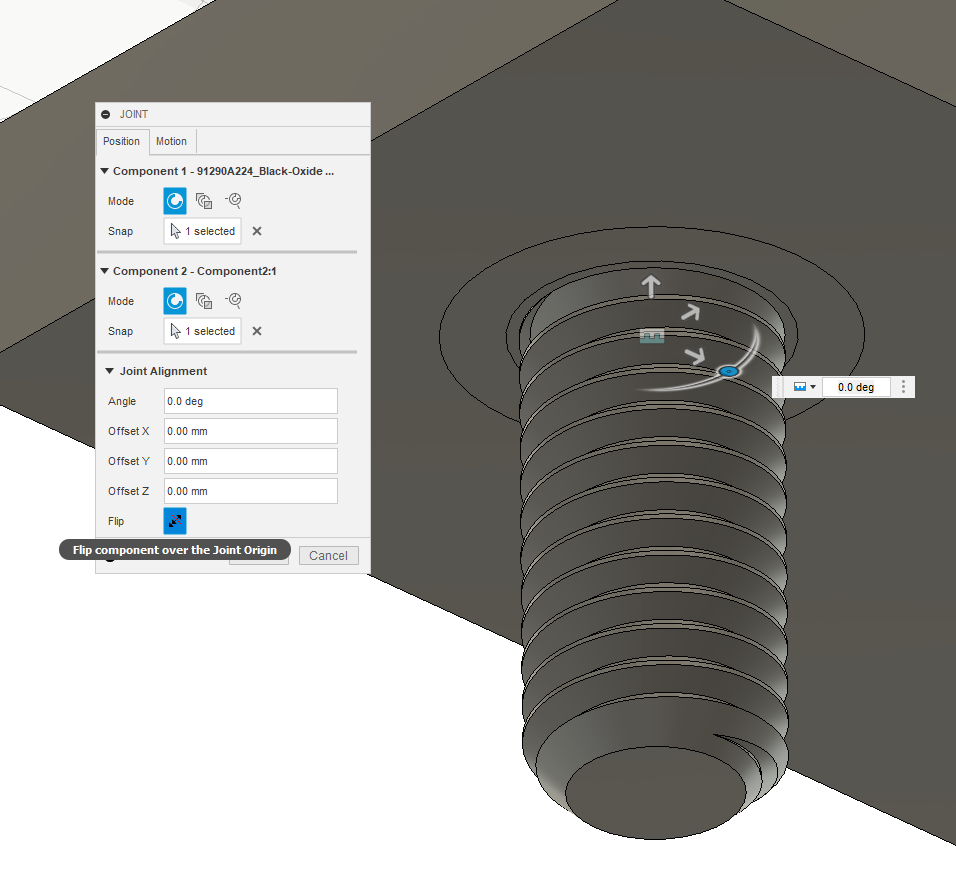 JOINT
Position Motion
Component 1 - 91290A224_Black-Oxide ...
Mode
Snap 1 selected
Component 2 - Component2:1
Mode
Snap 1 selected
Joint Alignment
Angle 0.0 deg
0.0 deg
Offset X 0.00 mm
Offset Y 0.00 mm
Offset Z 0.00 mm
Flip
Flip component over the Joint Origin
Cancel